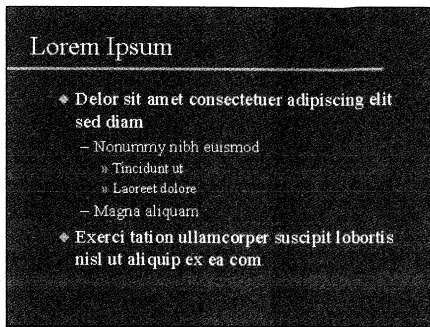 Lorem Ipsum
◆ Delor sit amet consectetuer adipiscing elit
sed diam
– Nonummy nibh euismod
» Tincidunt ut
» Laoreet dolore
– Magna aliquam
◆ Exerci tation ullamcorper suscipit lobortis
nisl ut aliquip ex ea com